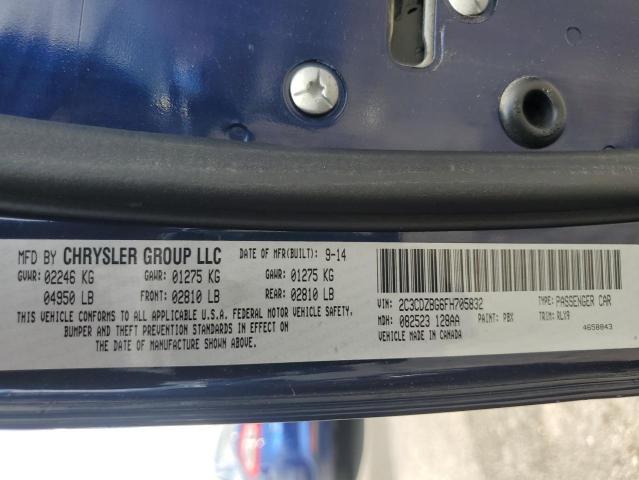 MFD BY CHRYSLER GROUP LLC DATE OF MFR(BUILT): 9-14
GVWR: 02246 KG GAWR: 01275 KG GAWR: 01275 KG
04950 LB FRONT: 02810 LB REAR: 02810 LB
THIS VEHICLE CONFORMS TO ALL APPLICABLE U.S.A. FEDERAL MOTOR VEHICLE SAFETY,
BUMPER AND THEFT PREVENTION STANDARDS IN EFFECT ON
THE DATE OF MANUFACTURE SHOWN ABOVE.
VIN: 2C3CDZBG6FH705832 TYPE: PASSENGER CAR
MDH: 082523 128AA PAINT: PBX TRIM: RLX9
VEHICLE MADE IN CANADA 4658843